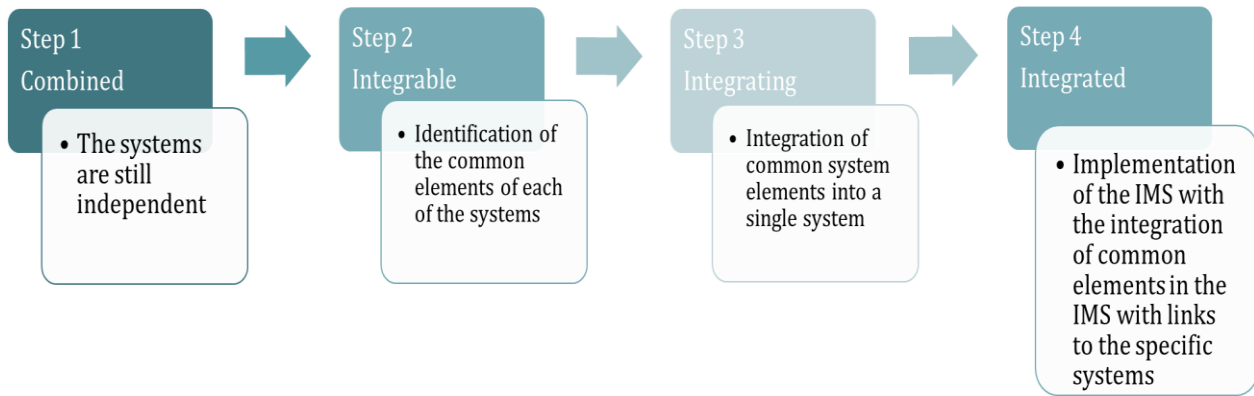 Step 1
Combined
• The systems
are still
independent
Step 2
Integrable
• Identification of
the common
elements of each
of the systems
Step 3
Integrating
• Integration of
common system
elements into a
single system
Step 4
Integrated
• Implementation
of the IMS with
the integration
of common
elements in the
IMS with links
to the specific
systems